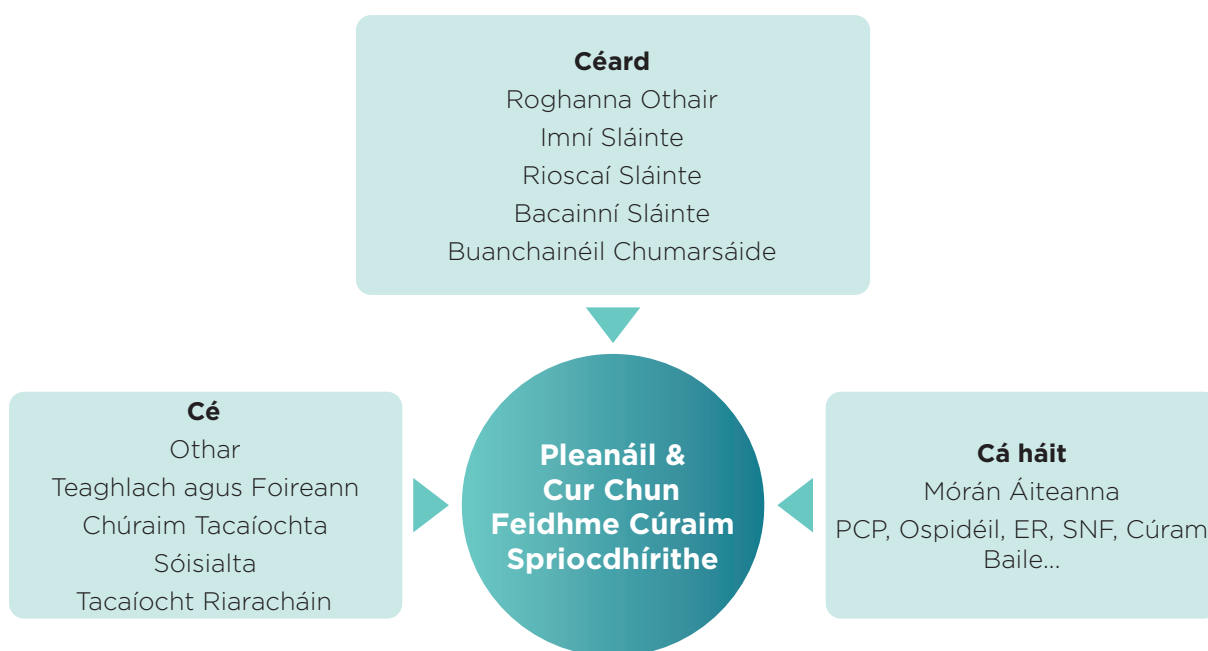 Céard
Roghanna Othair
Imní Sláinte
Rioscaí Sláinte
Bacainní Sláinte
Buanchainéil Chumarsáide
Cé
Othar
Teaghlach agus Foireann
Chúraim Tacaíochta
Sóisialta
Tacaíocht Riaracháin
Pleanáil &
Cur Chun
Feidhme Cúraim
Spriocdhírithe
Cá háit
Mórán Áiteanna
PCP, Ospidéil, ER, SNF, Cúram
Baile...